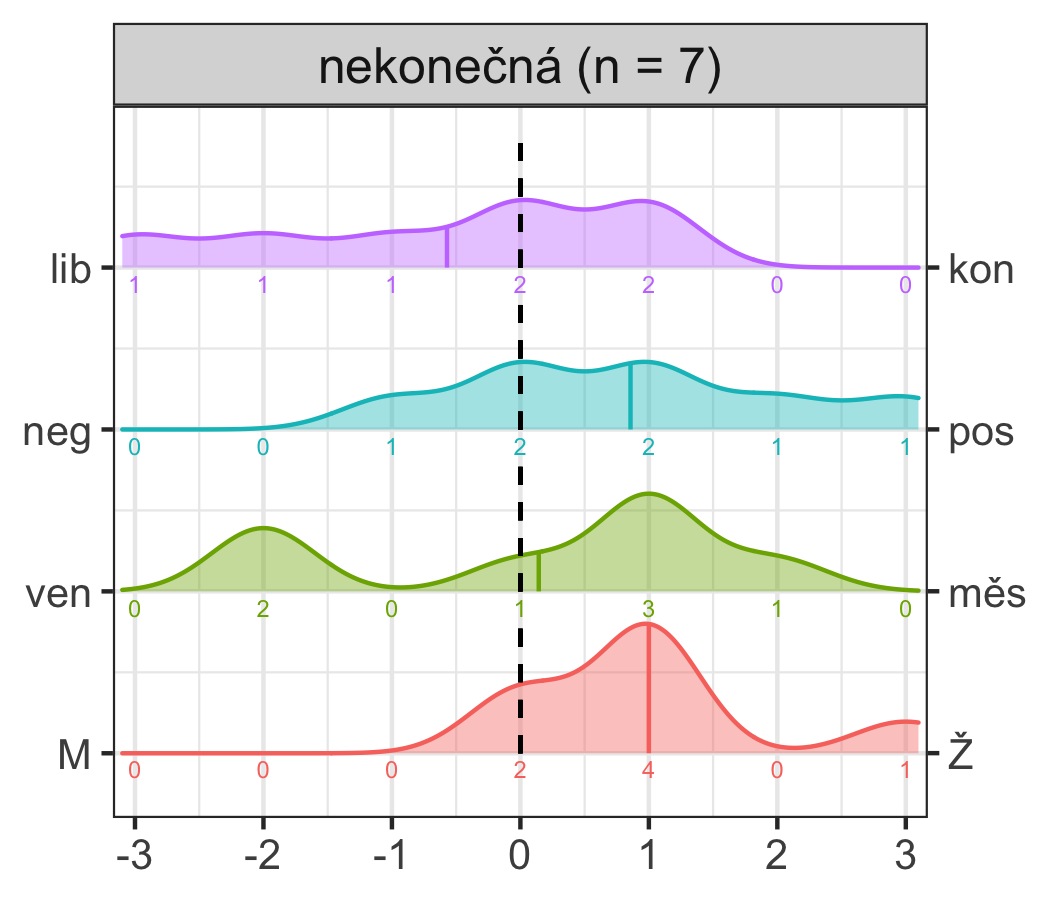 nekonečná (n = 7)
lib kon
1 1 1 2 2 0 0
neg pos
0 0 1 2 2 1 1
ven měs
0 2 0 1 3 1 0
M Ž
0 0 0 2 4 0 1
-3 -2 -1 0 1 2 3